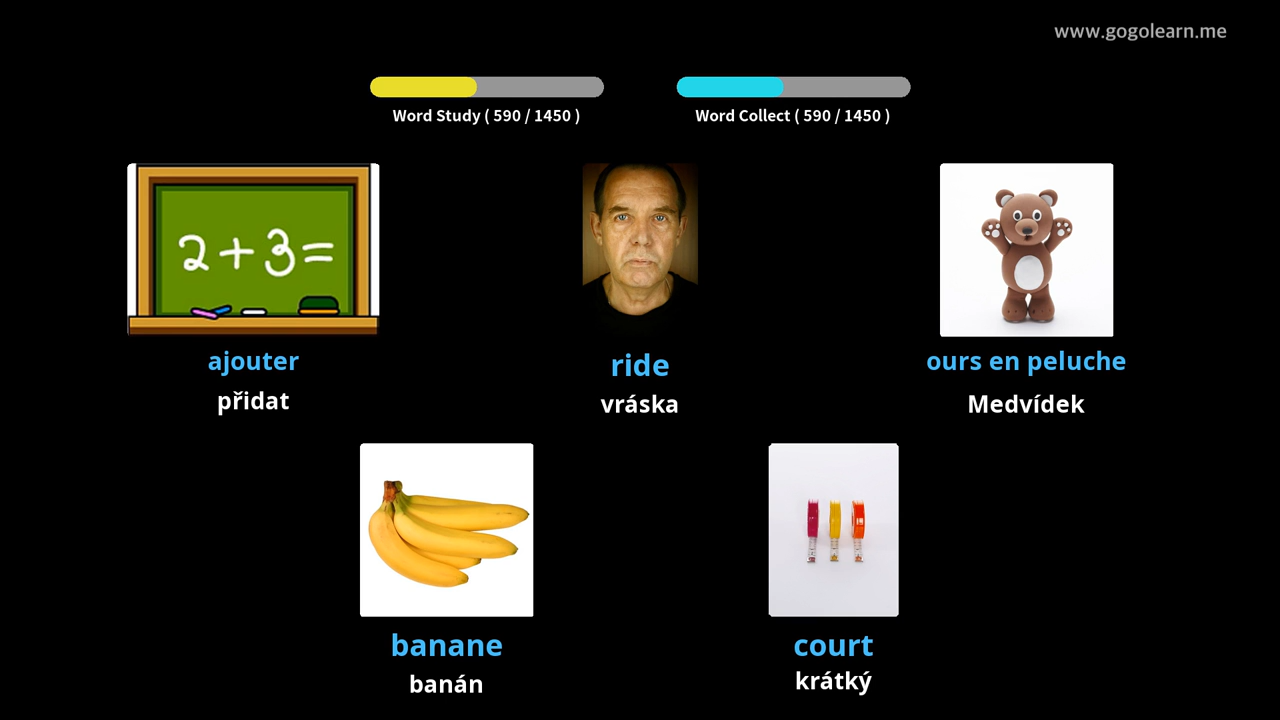 www.gogolearn.me
Word Study ( 590 / 1450 )
Word Collect ( 590 / 1450 )
2+3=
ajouter
přidat
ride
vráska
ours en peluche
Medvídek
banane
banán
court
krátký